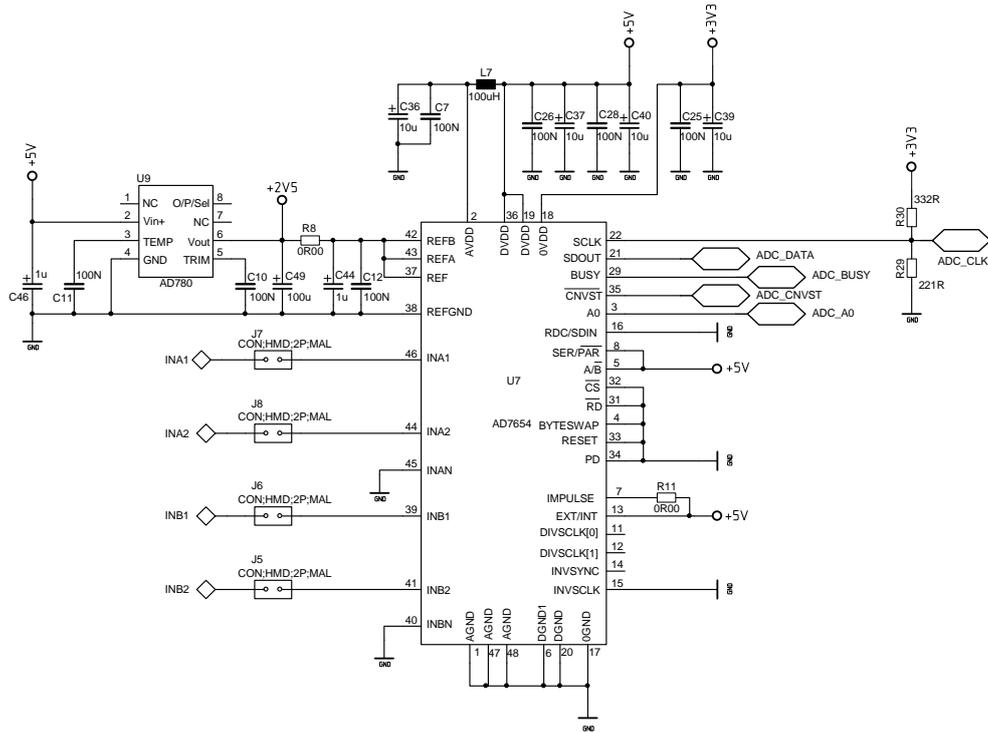 +5V
+3V3
L7
100uH
C36
10u
C7
100N
C26
100N
C37
10u
C28
100N
C40
10u
C25
100N
C39
10u
GND
GND
GND
GND
GND
GND
GND
+3V3
332R
R30
R29
221R
GND
ADC_CLK
+5V
U9
1 NC O/P/Sel 8
2 Vin+ NC 7
3 TEMP Vout 6
4 GND TRIM 5
AD780
+2V5
R8
0R00
1u
C46
100N
C11
C10
100N
C49
100u
C44
1u
C12
100N
GND
2 36 19 18
AVDD DVDD DVDD 0VDD
42 REFB
43 REFA
37 REF
38 REFGND
46 INA1
44 INA2
45 INAN
39 INB1
41 INB2
40 INBN
U7
AD7654
SCLK 22
SDOUT 21
BUSY 29
CNVST 35
A0 3
RDC/SDIN 16
SER/PAR 8
A/B 5
CS 32
RD 31
BYTESWAP 4
RESET 33
PD 34
IMPULSE 7
EXT/INT 13
DIVSCLK[0] 11
DIVSCLK[1] 12
INVSYNC 14
INVSCLK 15
ADC_DATA
ADC_BUSY
ADC_CNVST
ADC_A0
GND
+5V
GND
R11
0R00
+5V
GND
J7
CON;HMD;2P;MAL
INA1
J8
CON;HMD;2P;MAL
INA2
GND
J6
CON;HMD;2P;MAL
INB1
J5
CON;HMD;2P;MAL
INB2
GND
AGND AGND AGND DGND1 DGND 0GND
1 47 48 6 20 17
GND